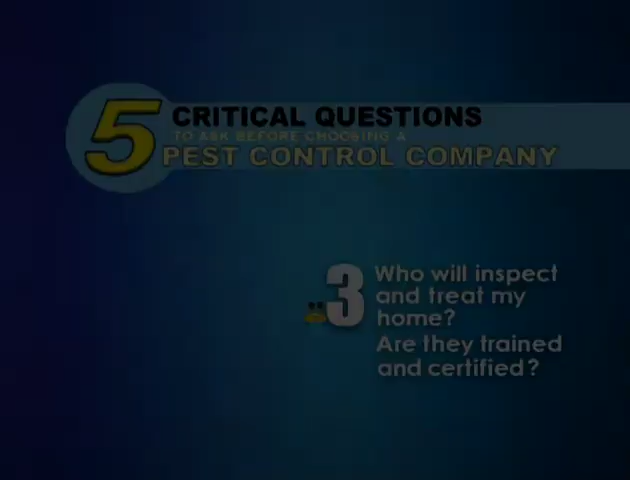 5
CRITICAL QUESTIONS
TO ASK BEFORE CHOOSING A
PEST CONTROL COMPANY
3
Who will inspect
and treat my
home?
Are they trained
and certified?